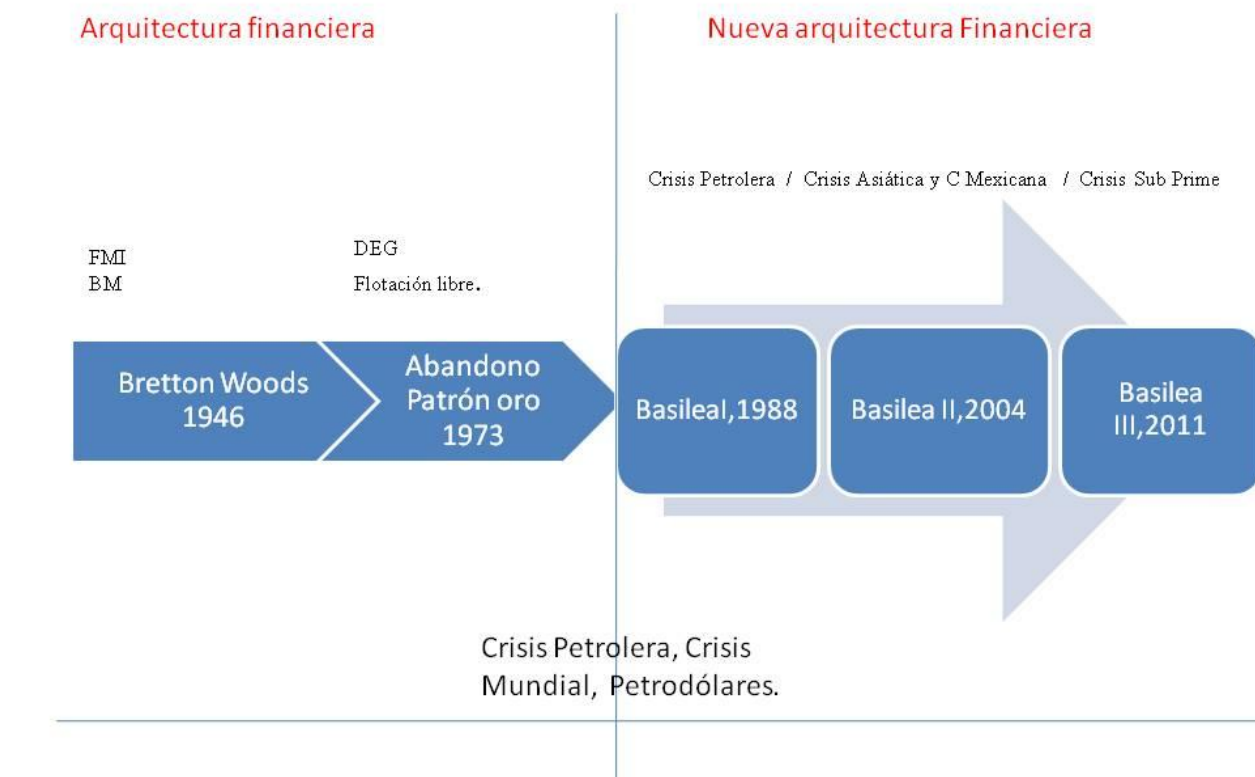 Arquitectura financiera
Nueva arquitectura Financiera
Crisis Petrolera / Crisis Asiática y C Mexicana / Crisis Sub Prime
FMI
BM
DEG
Flotación libre.
Bretton Woods
1946
Abandono
Patrón oro
1973
BasileaI,1988
Basilea II,2004
Basilea
III,2011
Crisis Petrolera, Crisis
Mundial, Petrodólares.